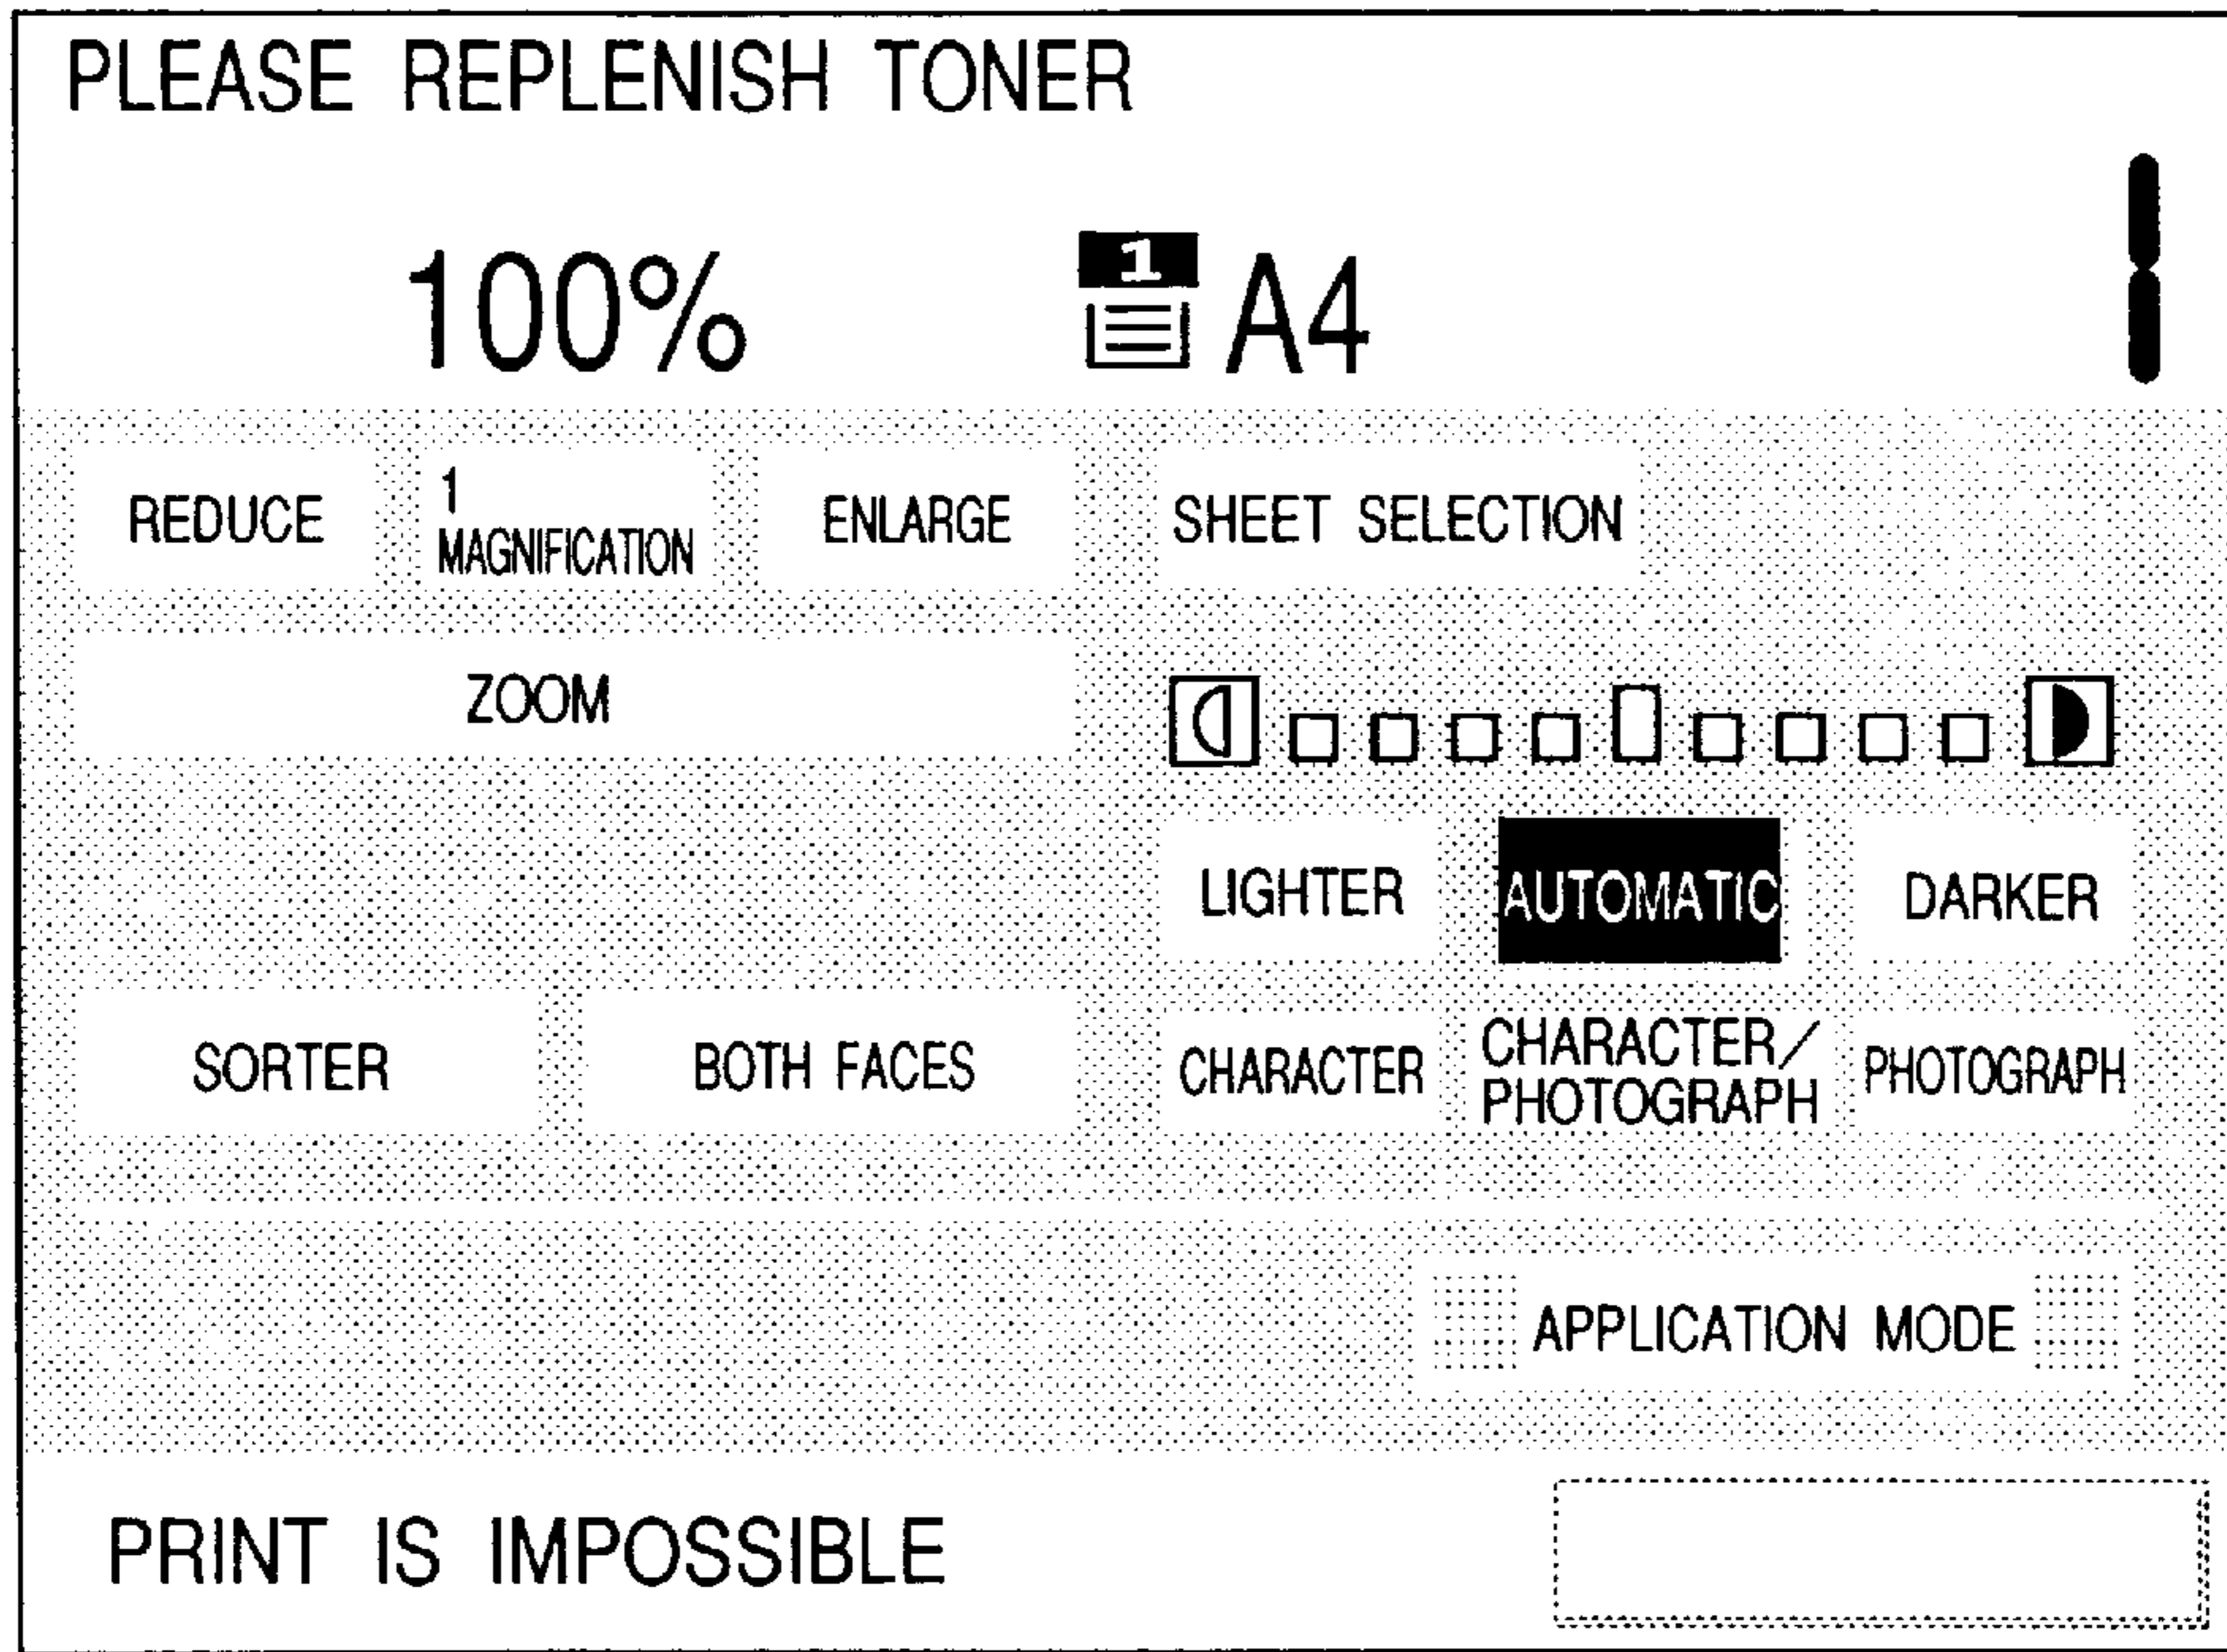 PLEASE REPLENISH TONER
100%
1
A4
1
REDUCE
1
MAGNIFICATION
ENLARGE
SHEET SELECTION
ZOOM
LIGHTER
AUTOMATIC
DARKER
SORTER
BOTH FACES
CHARACTER
CHARACTER/
PHOTOGRAPH
PHOTOGRAPH
APPLICATION MODE
PRINT IS IMPOSSIBLE